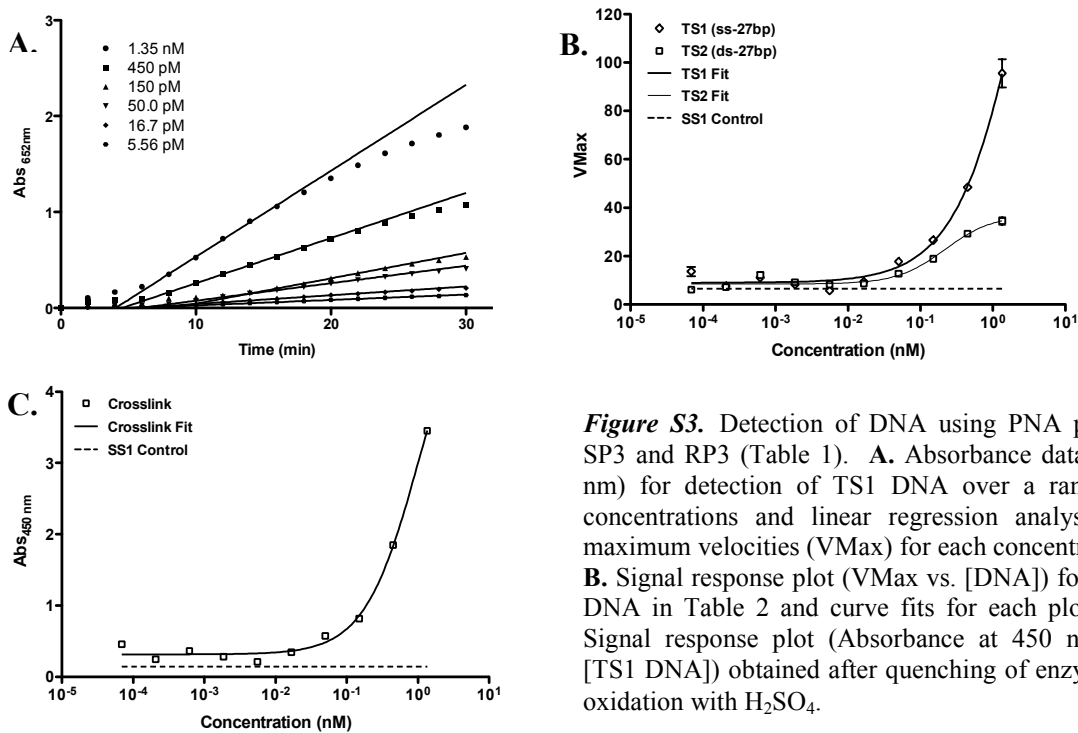 A.
1.35 nM
450 pM
150 pM
50.0 pM
16.7 pM
5.56 pM
2
1
0
0
10
20
30
Abs 652nm
Time (min)
B.
TS1 (ss-27bp)
TS2 (ds-27bp)
TS1 Fit
TS2 Fit
SS1 Control
120
100
80
60
40
20
0
VMax
10-5
10-4
10-3
10-2
10-1
100
101
Concentration (nM)
C.
Crosslink
Crosslink Fit
SS1 Control
4
3
2
1
0
Abs450 nm
10-5
10-4
10-3
10-2
10-1
100
101
Concentration (nM)
Figure S3. Detection of DNA using PNA p
SP3 and RP3 (Table 1). A. Absorbance data
nm) for detection of TS1 DNA over a ran
concentrations and linear regression analys
maximum velocities (VMax) for each concent
B. Signal response plot (VMax vs. [DNA]) fo
DNA in Table 2 and curve fits for each plo
Signal response plot (Absorbance at 450 n
[TS1 DNA]) obtained after quenching of enzy
oxidation with H2SO4.